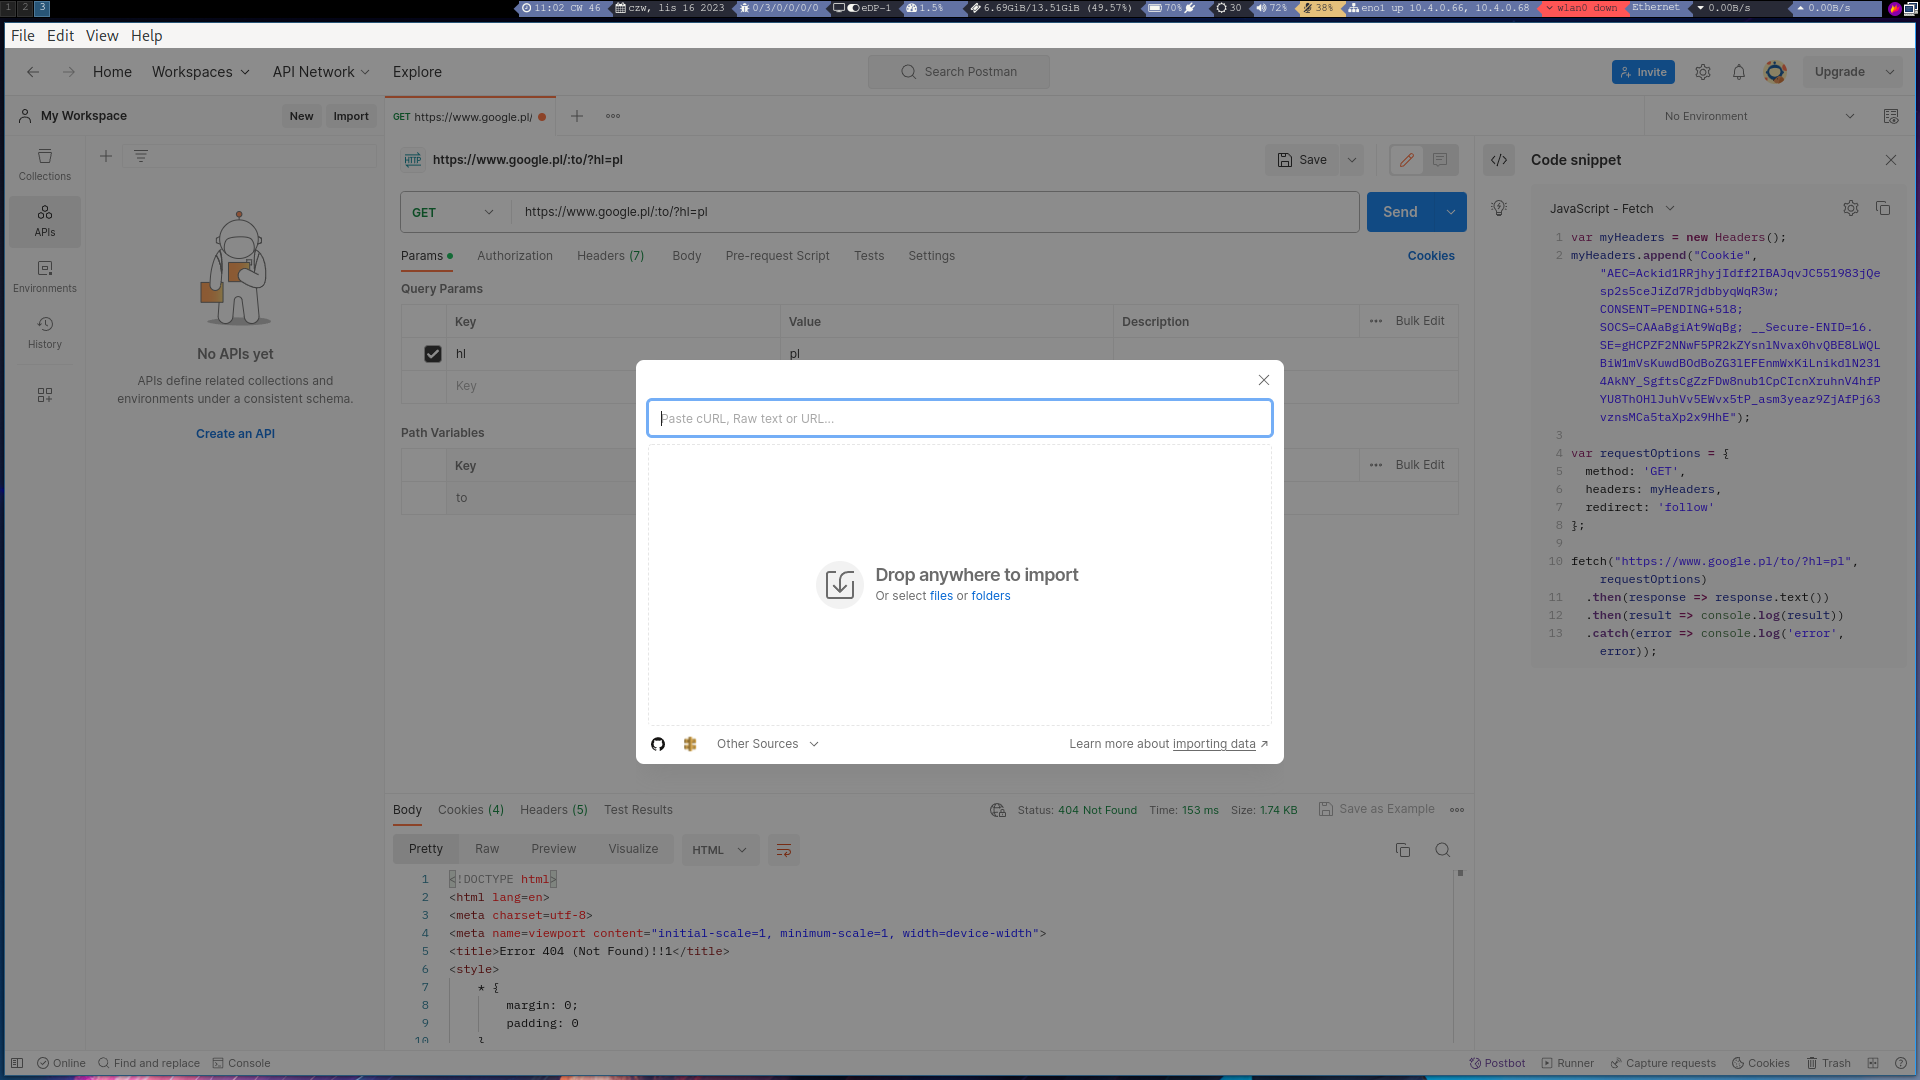 1 2 3 11:02 CW 46 czw, lis 16 2023 0/3/0/0/0/0 eDP-1 1.5% 6.69GiB/13.51GiB (49.57%) 70% 30 72% 38% eno1 up 10.4.0.66, 10.4.0.68 wlan0 down Ethernet 0.00B/s 0.00B/s
File Edit View Help
Home Workspaces API Network Explore Search Postman Invite Upgrade
My Workspace New Import GET https://www.google.pl/ No Environment
Collections
APIs
Environments
History
No APIs yet
APIs define related collections and
environments under a consistent schema.
Create an API
HTTP https://www.google.pl/:to/?hl=pl Save
GET https://www.google.pl/:to/?hl=pl Send
Params Authorization Headers (7) Body Pre-request Script Tests Settings Cookies
Query Params
Key Value Description Bulk Edit
hl pl
Key
Path Variables
Key Bulk Edit
to
Paste cURL, Raw text or URL...
Drop anywhere to import
Or select files or folders
Other Sources Learn more about importing data
Code snippet
JavaScript - Fetch
1 var myHeaders = new Headers();
2 myHeaders.append("Cookie",
"AEC=Ackid1RRjhyjIdff2IBAJqvJC551983jQe
sp2s5ceJiZd7RjdbbyqWqR3w;
CONSENT=PENDING+518;
SOCS=CAAaBgiAt9WqBg; __Secure-ENID=16.
SE=gHCPZF2NNwF5PR2kZYsnlNvax0hvQBE8LWQL
BiW1mVsKuwdBOdBoZG3lEFEnmWxKiLnikdlN231
4AkNY_SgftsCgZzFDw8nub1CpCIcnXruhnV4hfP
YU8ThOHlJuhVv5EWvx5tP_asm3yeaz9ZjAfPj63
vznsMCa5taXp2x9HhE");
3
4 var requestOptions = {
5 method: 'GET',
6 headers: myHeaders,
7 redirect: 'follow'
8 };
9
10 fetch("https://www.google.pl/to/?hl=pl",
requestOptions)
11 .then(response => response.text())
12 .then(result => console.log(result))
13 .catch(error => console.log('error',
error));
Body Cookies (4) Headers (5) Test Results Status: 404 Not Found Time: 153 ms Size: 1.74 KB Save as Example
Pretty Raw Preview Visualize HTML
1 <!DOCTYPE html>
2 <html lang=en>
3 <meta charset=utf-8>
4 <meta name=viewport content="initial-scale=1, minimum-scale=1, width=device-width">
5 <title>Error 404 (Not Found)!!1</title>
6 <style>
7 * {
8 margin: 0;
9 padding: 0
10 }
Online Find and replace Console Postbot Runner Capture requests Cookies Trash